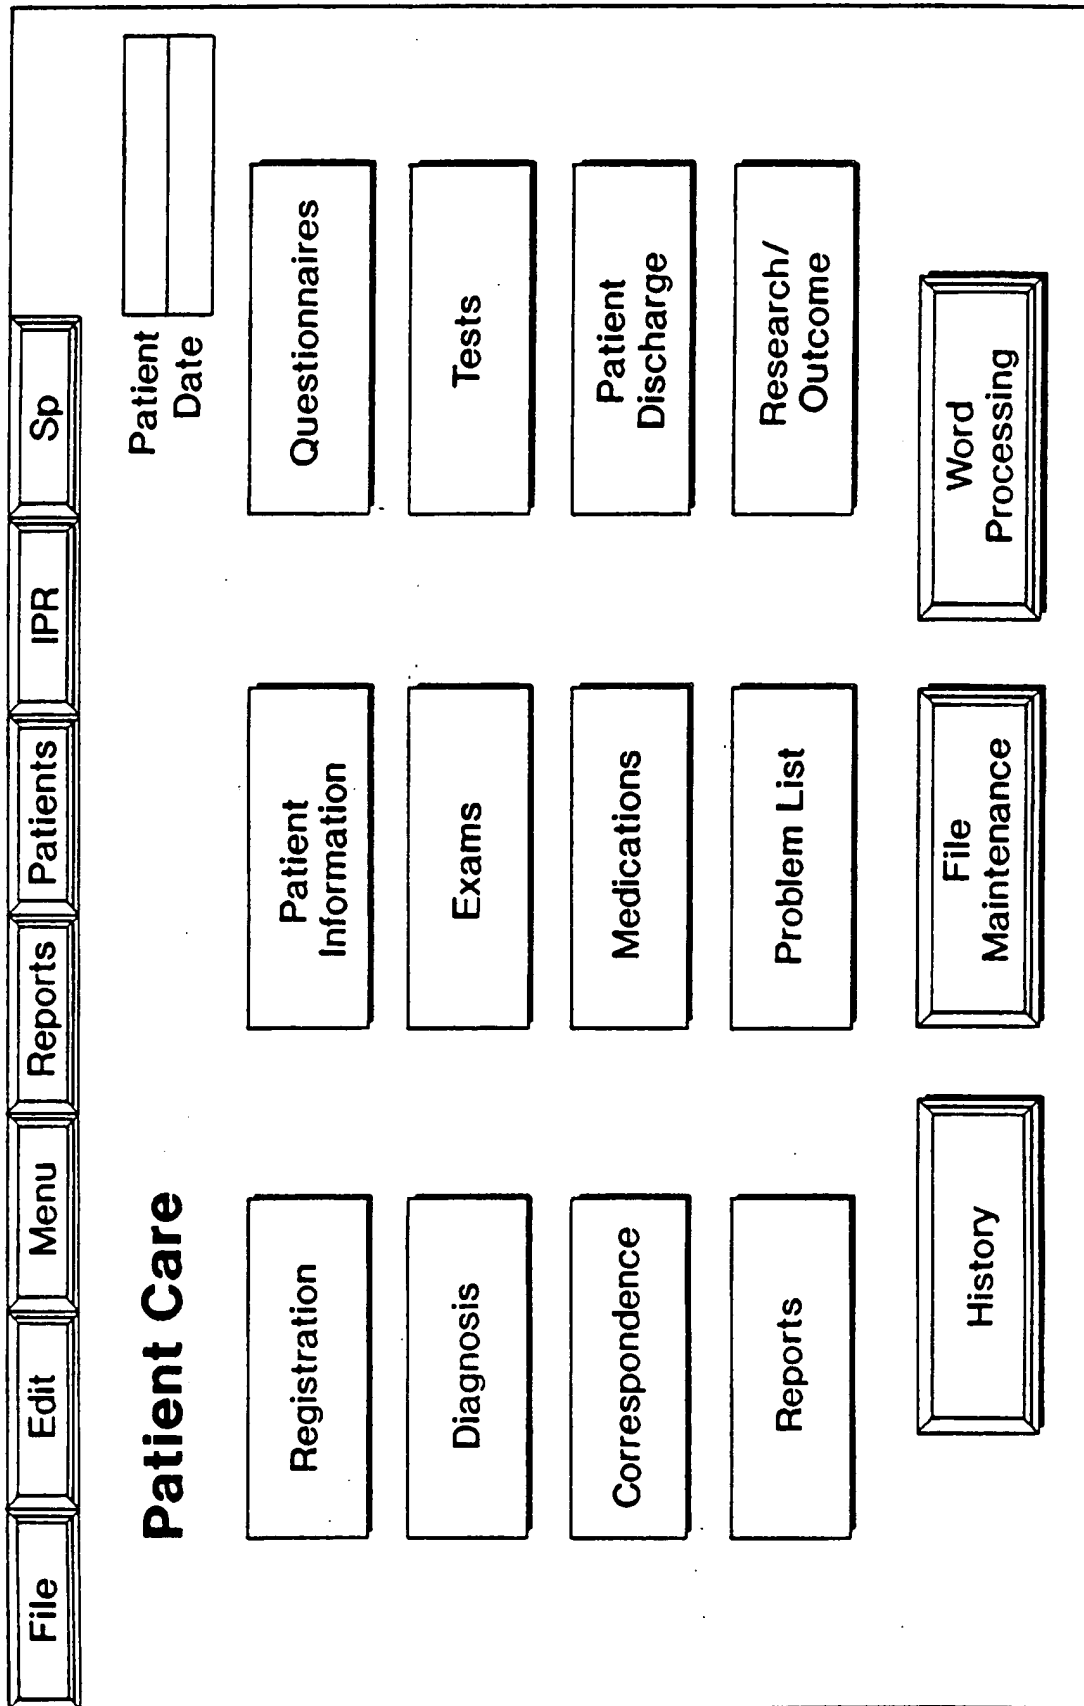 File Edit Menu Reports Patients IPR Sp
Patient Care
Patient
Date
Registration
Patient
Information
Questionnaires
Diagnosis
Exams
Tests
Correspondence
Medications
Patient
Discharge
Reports
Problem List
Research/
Outcome
History
File
Maintenance
Word
Processing